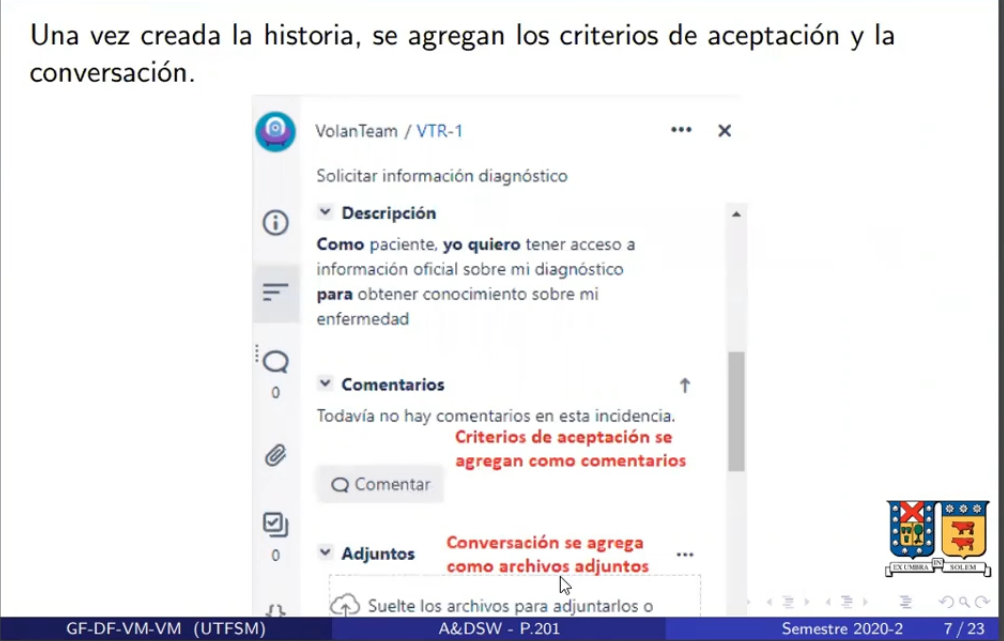 Una vez creada la historia, se agregan los criterios de aceptación y la
conversación.
VolanTeam / VTR-1
Solicitar información diagnóstico
Descripción
Como paciente, yo quiero tener acceso a
información oficial sobre mi diagnóstico
para obtener conocimiento sobre mi
enfermedad
0
Comentarios
Todavía no hay comentarios en esta incidencia.
Criterios de aceptación se
agregan como comentarios
Comentar
0
Adjuntos
Conversación se agrega
como archivos adjuntos
Suelte los archivos para adjuntarlos o
EX UMBRA IN SOLEM
GF-DF-VM-VM (UTFSM)
A&DSW - P.201
Semestre 2020-2
7 / 23